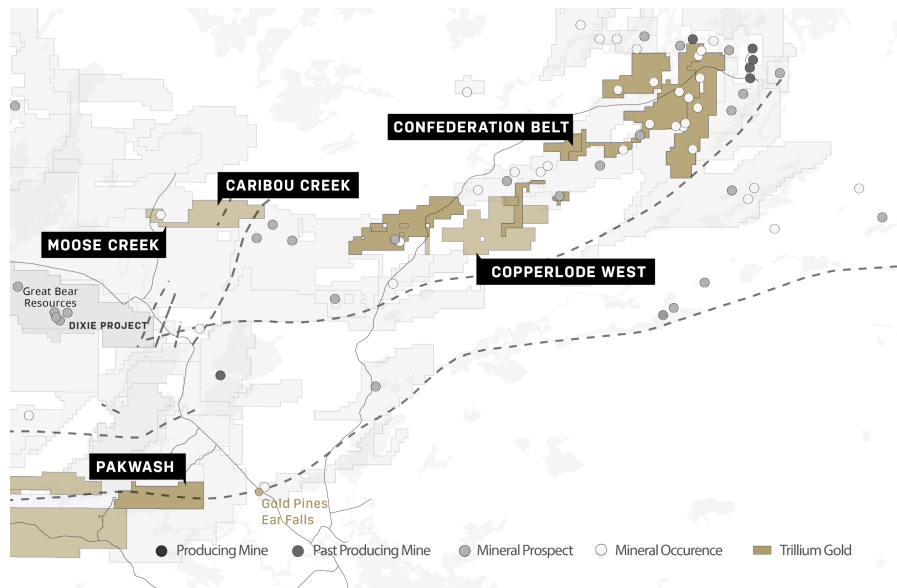 CONFEDERATION BELT
CARIBOU CREEK
MOOSE CREEK
COPPERLODE WEST
Great Bear
Resources
DIXIE PROJECT
PAKWASH
Gold Pines
Ear Falls
Producing Mine
Past Producing Mine
Mineral Prospect
Mineral Occurence
Trillium Gold